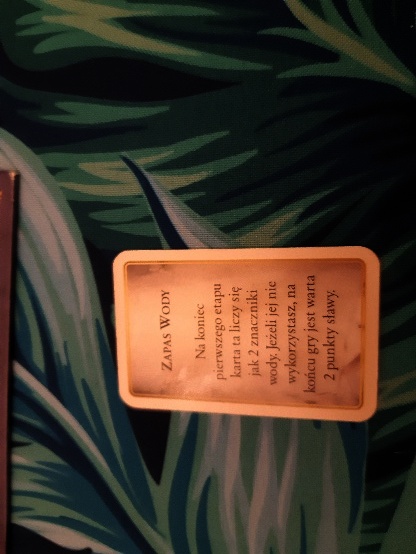 ZAPAS WODY
Na koniec
pierwszego etapu
karta ta liczy się
jak 2 znaczniki
wody. Jeżeli jej nie
wykorzystasz, na
końcu gry jest warta
2 punkty sławy.